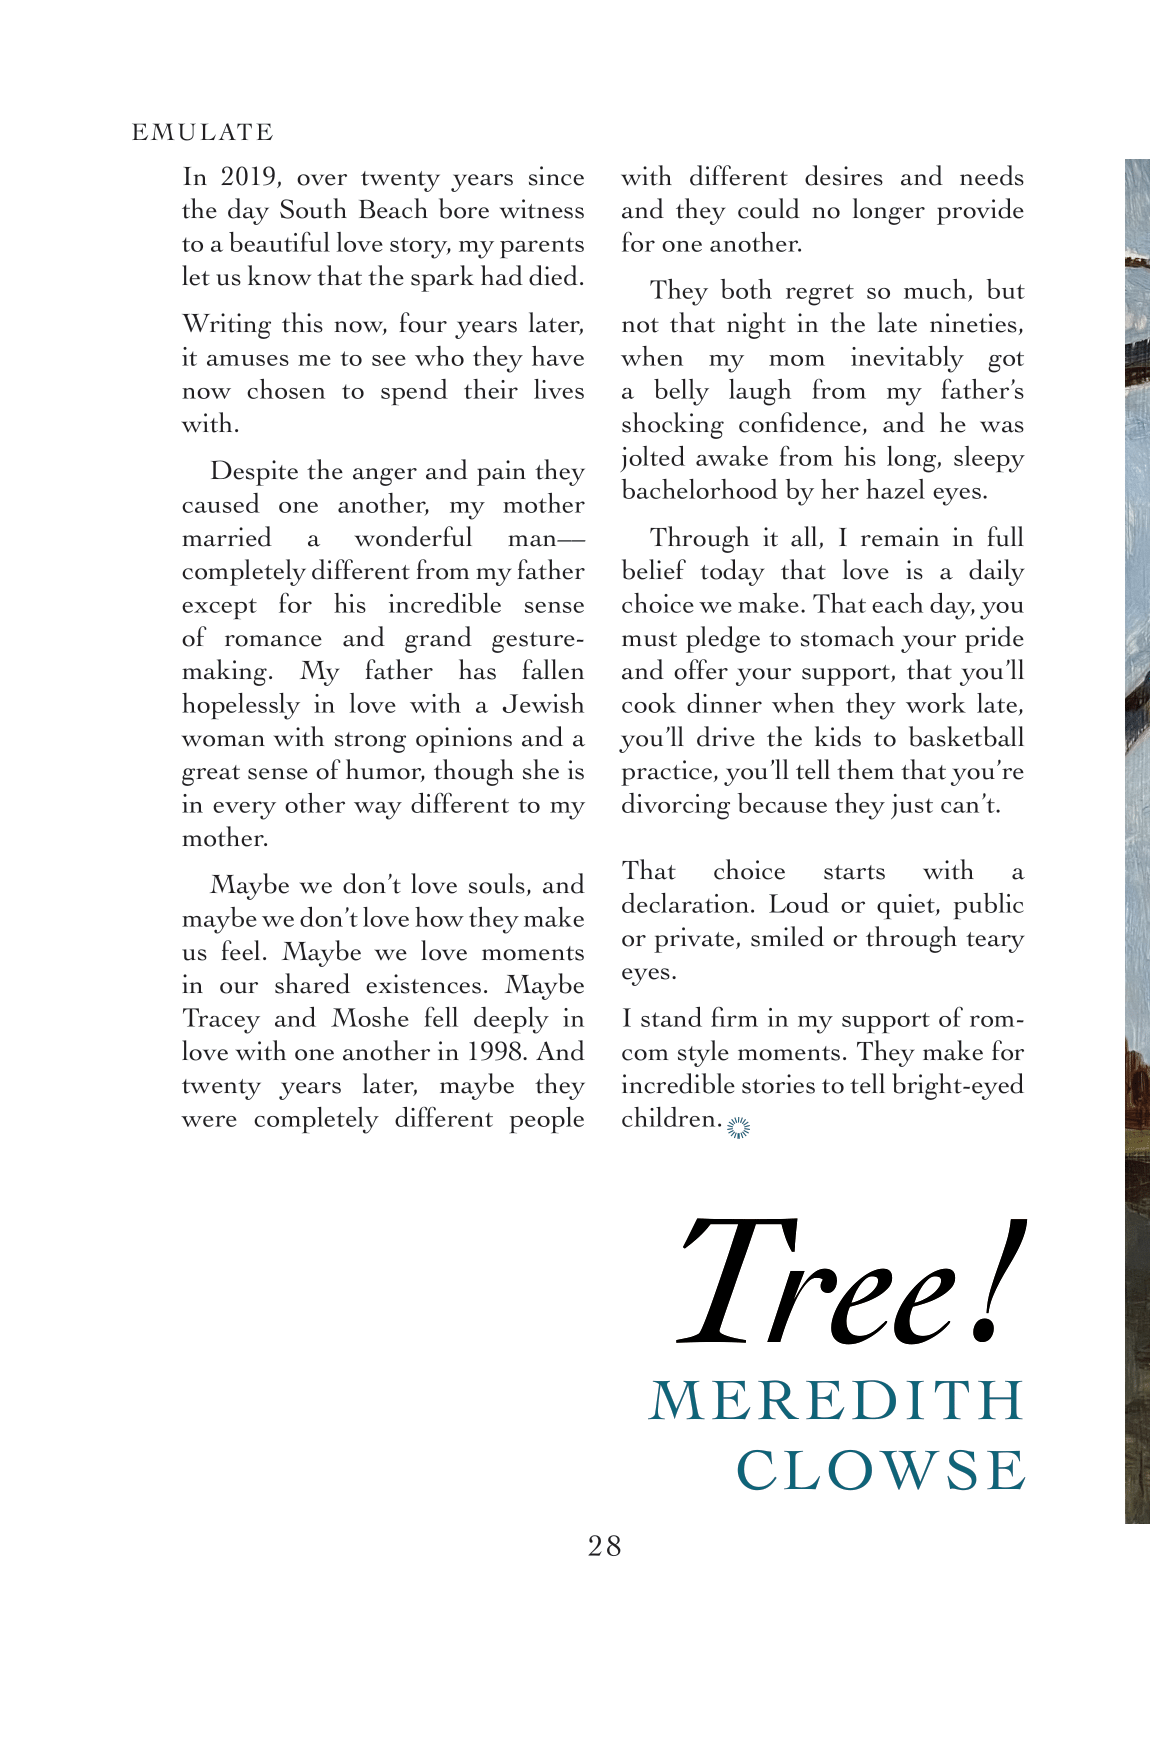 EMULATE
In 2019, over twenty years since
the day South Beach bore witness
to a beautiful love story, my parents
let us know that the spark had died.
Writing this now, four years later,
it amuses me to see who they have
now chosen to spend their lives
with.
Despite the anger and pain they
caused one another, my mother
married a wonderful man—
completely different from my father
except for his incredible sense
of romance and grand gesture-
making. My father has fallen
hopelessly in love with a Jewish
woman with strong opinions and a
great sense of humor, though she is
in every other way different to my
mother.
Maybe we don’t love souls, and
maybe we don’t love how they make
us feel. Maybe we love moments
in our shared existences. Maybe
Tracey and Moshe fell deeply in
love with one another in 1998. And
twenty years later, maybe they
were completely different people
with different desires and needs
and they could no longer provide
for one another.
They both regret so much, but
not that night in the late nineties,
when my mom inevitably got
a belly laugh from my father’s
shocking confidence, and he was
jolted awake from his long, sleepy
bachelorhood by her hazel eyes.
Through it all, I remain in full
belief today that love is a daily
choice we make. That each day, you
must pledge to stomach your pride
and offer your support, that you’ll
cook dinner when they work late,
you’ll drive the kids to basketball
practice, you’ll tell them that you’re
divorcing because they just can’t.
That choice starts with a
declaration. Loud or quiet, public
or private, smiled or through teary
eyes.
I stand firm in my support of rom-
com style moments. They make for
incredible stories to tell bright-eyed
children.
Tree!
MEREDITH
CLOWSE
28